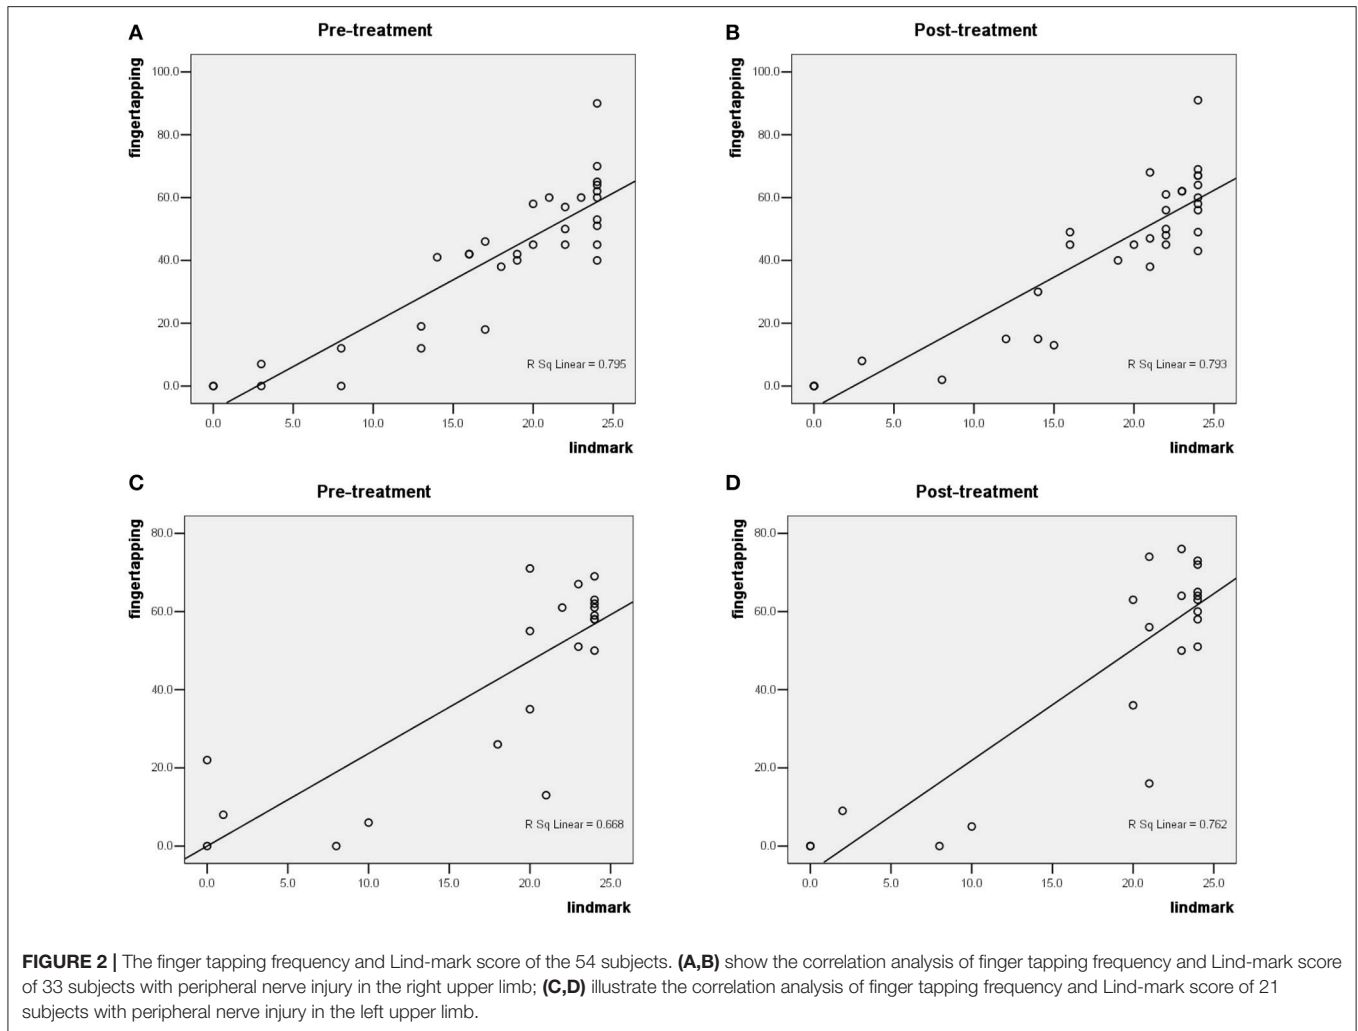 A
Pre-treatment
fingertapping
100.0
80.0
60.0
40.0
20.0
0.0
0.0 5.0 10.0 15.0 20.0 25.0
R Sq Linear = 0.795
lindmark
B
Post-treatment
fingertapping
100.0
80.0
60.0
40.0
20.0
0.0
0.0 5.0 10.0 15.0 20.0 25.0
R Sq Linear = 0.793
lindmark
C
Pre-treatment
fingertapping
80.0
60.0
40.0
20.0
0.0
0.0 5.0 10.0 15.0 20.0 25.0
R Sq Linear = 0.668
lindmark
D
Post-treatment
fingertapping
80.0
60.0
40.0
20.0
0.0
0.0 5.0 10.0 15.0 20.0 25.0
R Sq Linear = 0.762
lindmark
FIGURE 2 | The finger tapping frequency and Lind-mark score of the 54 subjects. (A,B) show the correlation analysis of finger tapping frequency and Lind-mark score
of 33 subjects with peripheral nerve injury in the right upper limb; (C,D) illustrate the correlation analysis of finger tapping frequency and Lind-mark score of 21
subjects with peripheral nerve injury in the left upper limb.